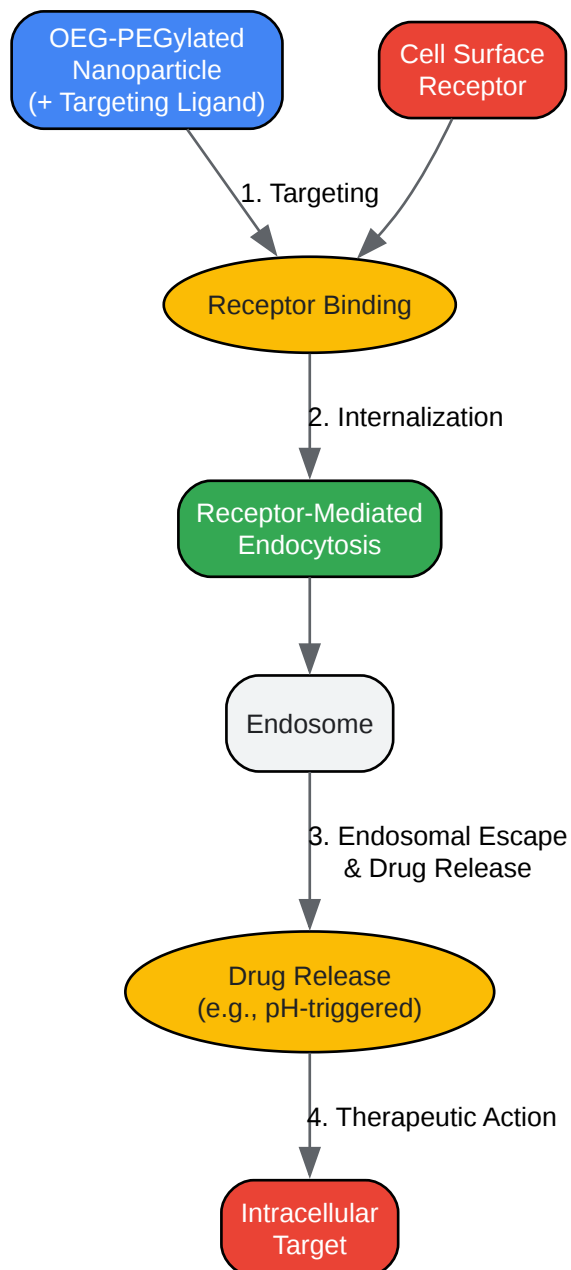 OEG-PEGylated
Nanoparticle
(+ Targeting Ligand)
Cell Surface
Receptor
1. Targeting
Receptor Binding
2. Internalization
Receptor-Mediated
Endocytosis
Endosome
3. Endosomal Escape
& Drug Release
Drug Release
(e.g., pH-triggered)
4. Therapeutic Action
Intracellular
Target